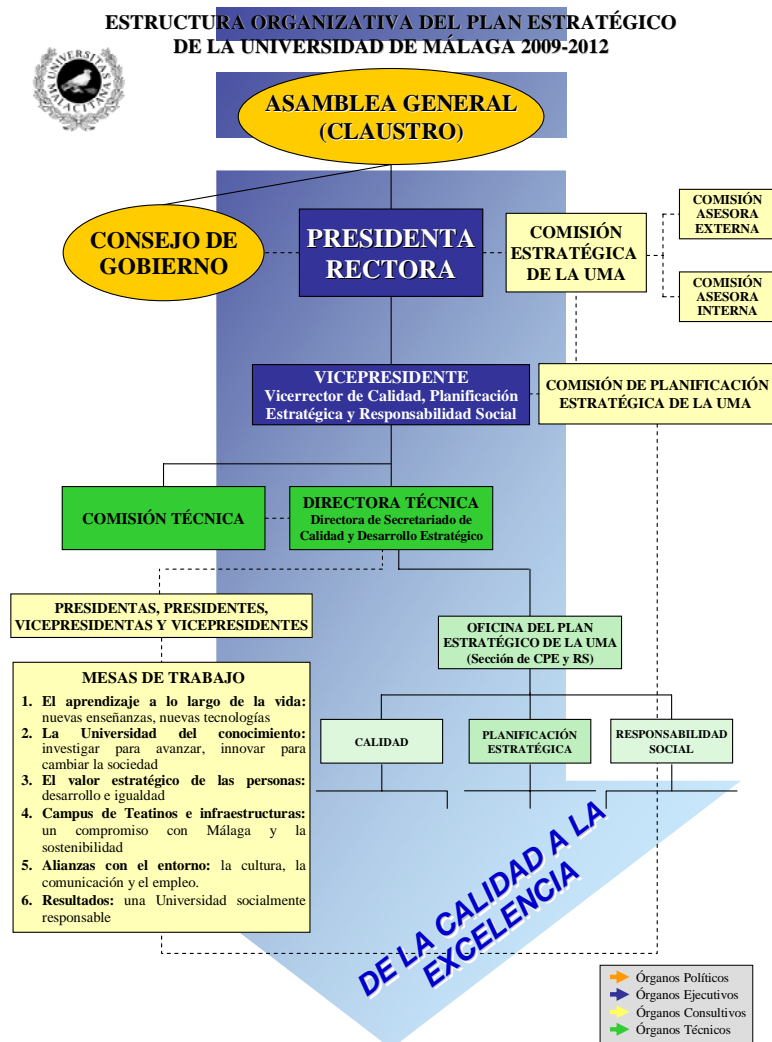 ESTRUCTURA ORGANIZATIVA DEL PLAN ESTRATÉGICO
DE LA UNIVERSIDAD DE MÁLAGA 2009-2012
UNIVERSITAS
MALACITANA
ASAMBLEA GENERAL
(CLAUSTRO)
CONSEJO DE
GOBIERNO
PRESIDENTA
RECTORA
COMISIÓN
ESTRATÉGICA
DE LA UMA
COMISIÓN
ASESORA
EXTERNA
COMISIÓN
ASESORA
INTERNA
VICEPRESIDENTE
Vicerrector de Calidad, Planificación
Estratégica y Responsabilidad Social
COMISIÓN DE PLANIFICACIÓN
ESTRATÉGICA DE LA UMA
COMISIÓN TÉCNICA
DIRECTORA TÉCNICA
Directora de Secretariado de
Calidad y Desarrollo Estratégico
PRESIDENTAS, PRESIDENTES,
VICEPRESIDENTAS Y VICEPRESIDENTES
OFICINA DEL PLAN
ESTRATÉGICO DE LA UMA
(Sección de CPE y RS)
MESAS DE TRABAJO
1. El aprendizaje a lo largo de la vida:
nuevas enseñanzas, nuevas tecnologías
2. La Universidad del conocimiento:
investigar para avanzar, innovar para
cambiar la sociedad
3. El valor estratégico de las personas:
desarrollo e igualdad
4. Campus de Teatinos e infraestructuras:
un compromiso con Málaga y la
sostenibilidad
5. Alianzas con el entorno: la cultura, la
comunicación y el empleo.
6. Resultados: una Universidad socialmente
responsable
CALIDAD
PLANIFICACIÓN
ESTRATÉGICA
RESPONSABILIDAD
SOCIAL
DE LA CALIDAD A LA
EXCELENCIA
Órganos Políticos
Órganos Ejecutivos
Órganos Consultivos
Órganos Técnicos